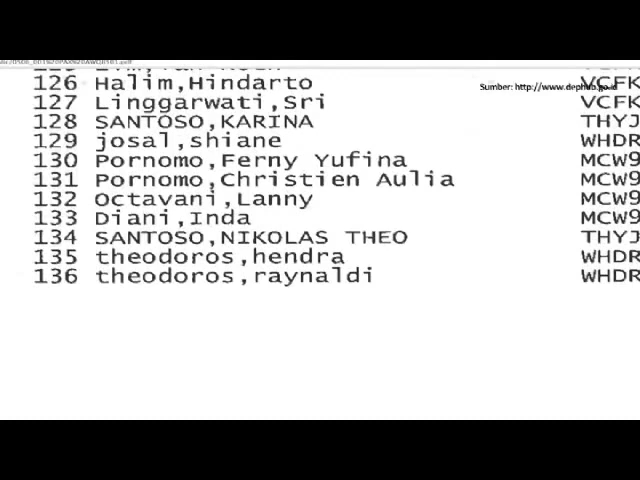 126 Halim,Hindarto VCFK
Sumber: http://www.dephub.go.id
127 Linggarwati,Sri VCFK
128 SANTOSO,KARINA THYJ
129 josal,shiane WHDR
130 Pornomo,Ferny Yufina MCW9
131 Pornomo,Christien Aulia MCW9
132 Octavani,Lanny MCW9
133 Diani,Inda MCW9
134 SANTOSO,NIKOLAS THEO THYJ
135 theodoros,hendra WHDR
136 theodoros,raynaldi WHDR